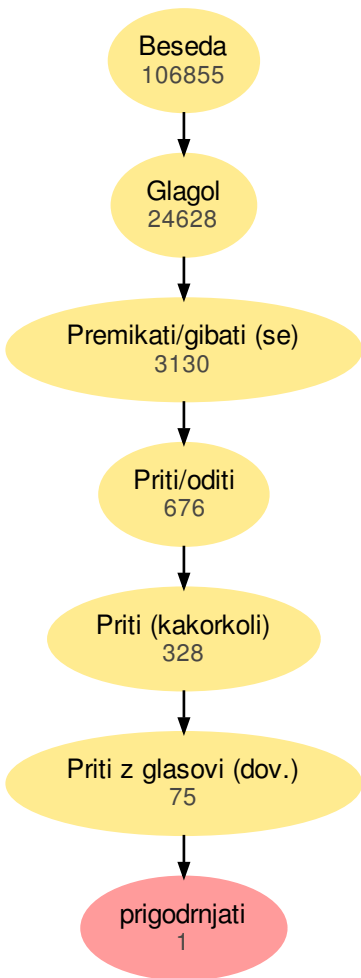 Beseda
106855
Glagol
24628
Premikati/gibati (se)
3130
Priti/oditi
676
Priti (kakorkoli)
328
Priti z glasovi (dov.)
75
prigodrnjati
1